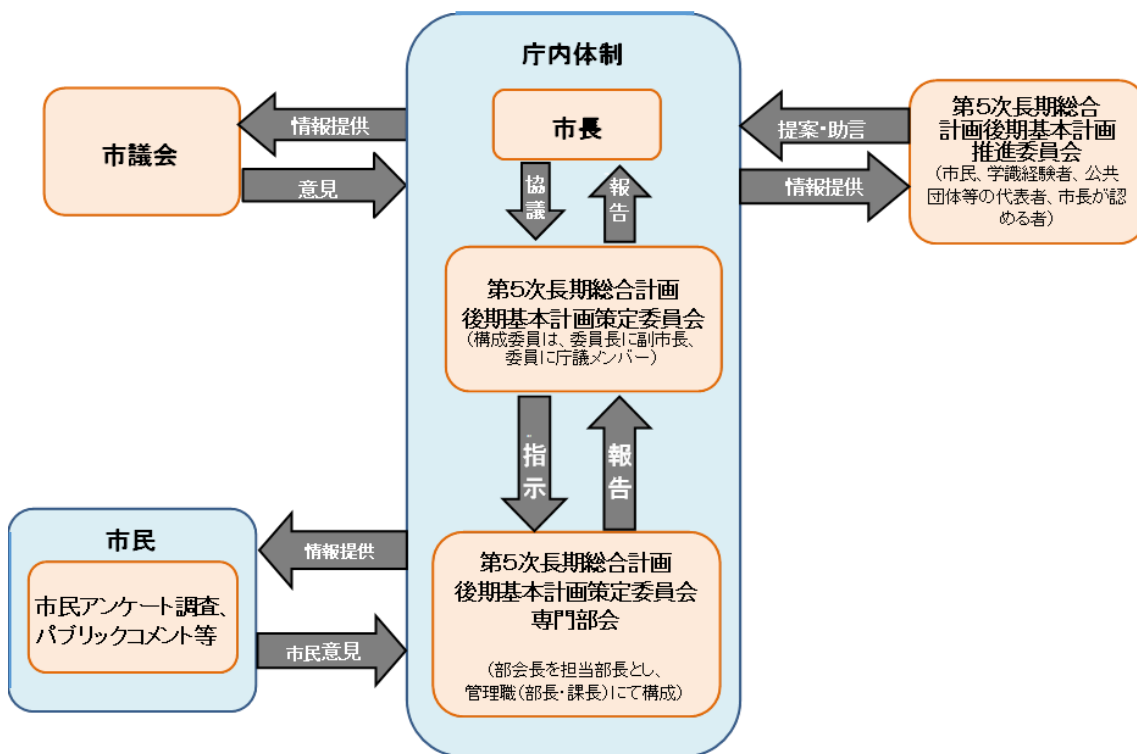 庁内体制
市議会
情報提供
意見
市長
協議
報告
提案・助言
情報提供
第5次長期総合
計画後期基本計画
推進委員会
(市民、学識経験者、公共
団体等の代表者、市長が認
める者)
第5次長期総合計画
後期基本計画策定委員会
(構成委員は、委員長に副市長、
委員に庁議メンバー)
指示
報告
市民
市民アンケート調査、
パブリックコメント等
情報提供
市民意見
第5次長期総合計画
後期基本計画策定委員会
専門部会
(部会長を担当部長とし、
管理職(部長・課長)にて構成)